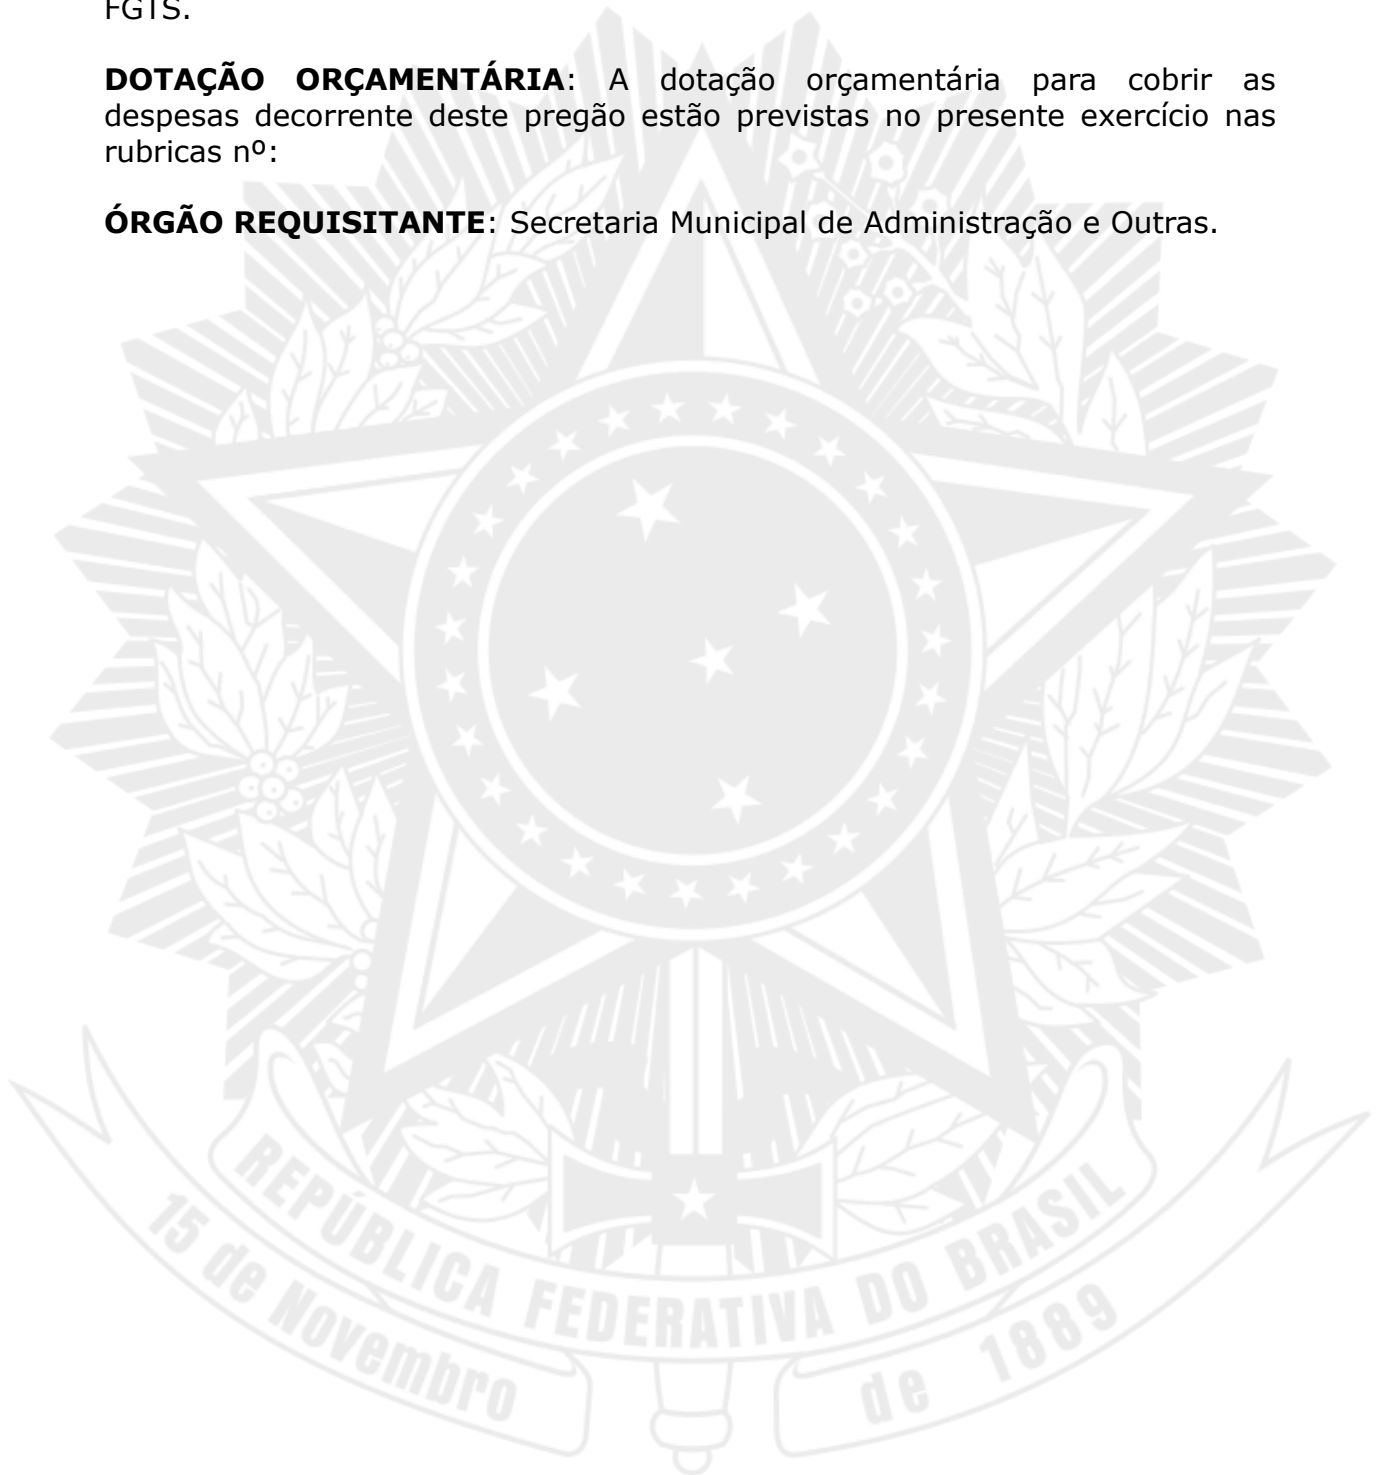 FGTS.
DOTAÇÃO ORÇAMENTÁRIA: A dotação orçamentária para cobrir as
despesas decorrente deste pregão estão previstas no presente exercício nas
rubricas nº:
ÓRGÃO REQUISITANTE: Secretaria Municipal de Administração e Outras.
REPÚBLICA FEDERATIVA DO BRASIL
15 de Novembro de 1889